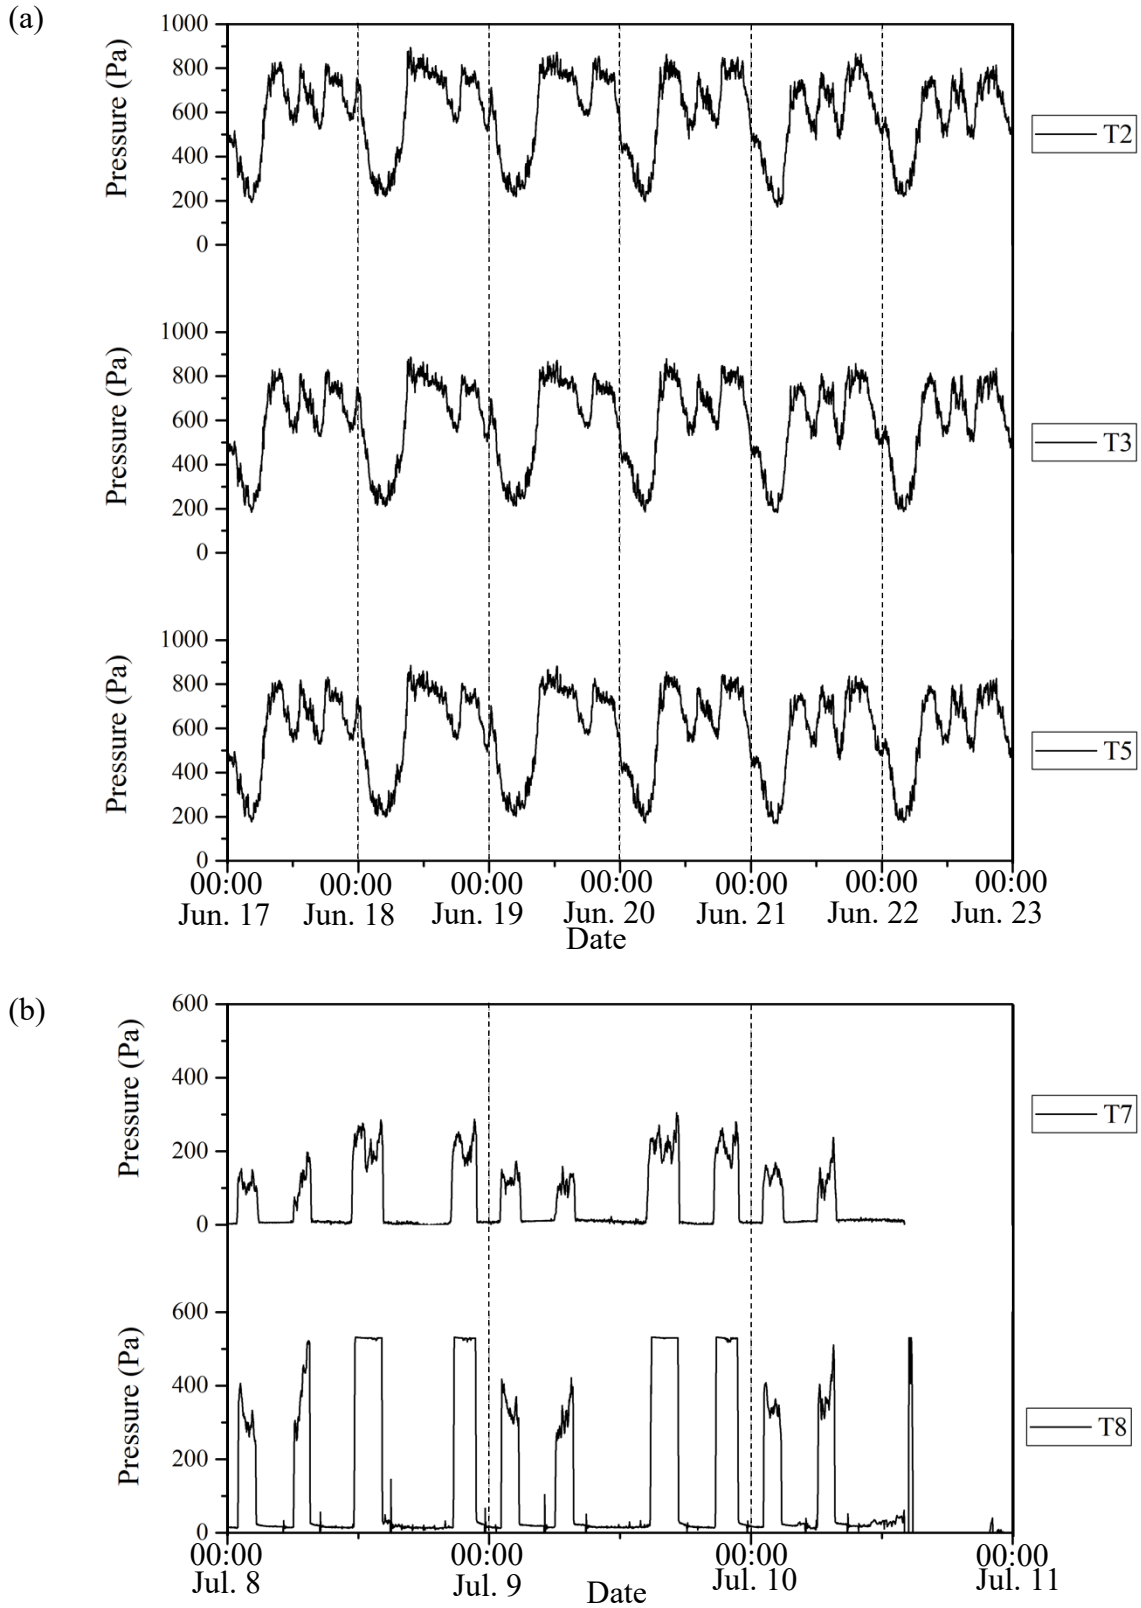 (a)
Pressure (Pa)
1000
800
600
400
200
0
T2
Pressure (Pa)
1000
800
600
400
200
0
T3
Pressure (Pa)
1000
800
600
400
200
0
T5
00:00 00:00 00:00 00:00 00:00 00:00 00:00
Jun. 17 Jun. 18 Jun. 19 Jun. 20 Jun. 21 Jun. 22 Jun. 23
Date
(b)
Pressure (Pa)
600
400
200
0
T7
Pressure (Pa)
600
400
200
0
T8
00:00 00:00 00:00 00:00
Jul. 8 Jul. 9 Jul. 10 Jul. 11
Date